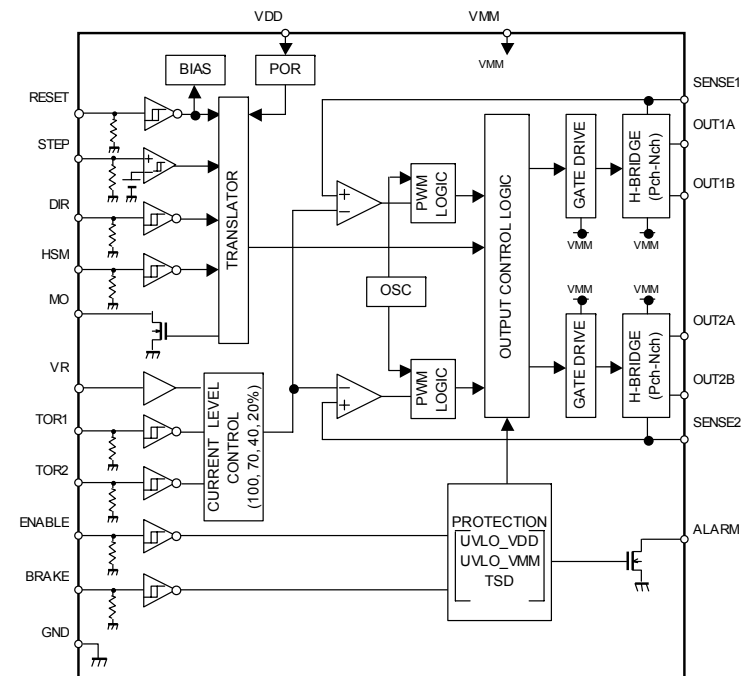 VDD
VMM
BIAS
POR
VMM
RESET
STEP
DIR
HSM
MO
VR
TOR1
TOR2
ENABLE
BRAKE
GND
TRANSLATOR
CURRENT LEVEL
CONTROL
(100, 70, 40, 20%)
+
+
−
PWM
LOGIC
OSC
−
+
PWM
LOGIC
OUTPUT CONTROL LOGIC
GATE DRIVE
H-BRIDGE
(Pch-Nch)
VMM
VMM
VMM
VMM
GATE DRIVE
H-BRIDGE
(Pch-Nch)
PROTECTION
UVLO_VDD
UVLO_VMM
TSD
SENSE1
OUT1A
OUT1B
OUT2A
OUT2B
SENSE2
ALARM